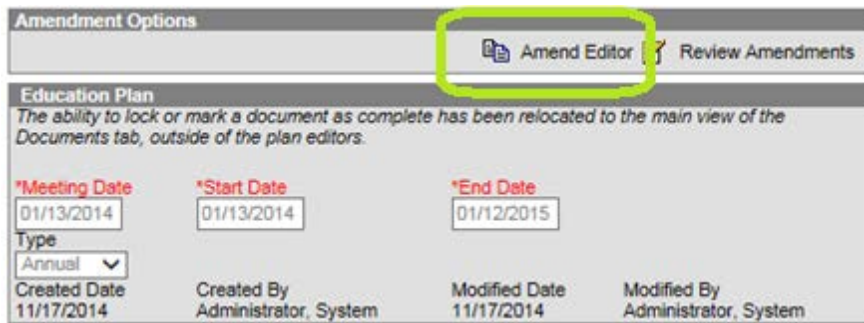 Amendment Options
Amend Editor Review Amendments
Education Plan
The ability to lock or mark a document as complete has been relocated to the main view of the
Documents tab, outside of the plan editors.
*Meeting Date *Start Date *End Date
01/13/2014 01/13/2014 01/12/2015
Type
Annual
Created Date Created By Modified Date Modified By
11/17/2014 Administrator, System 11/17/2014 Administrator, System